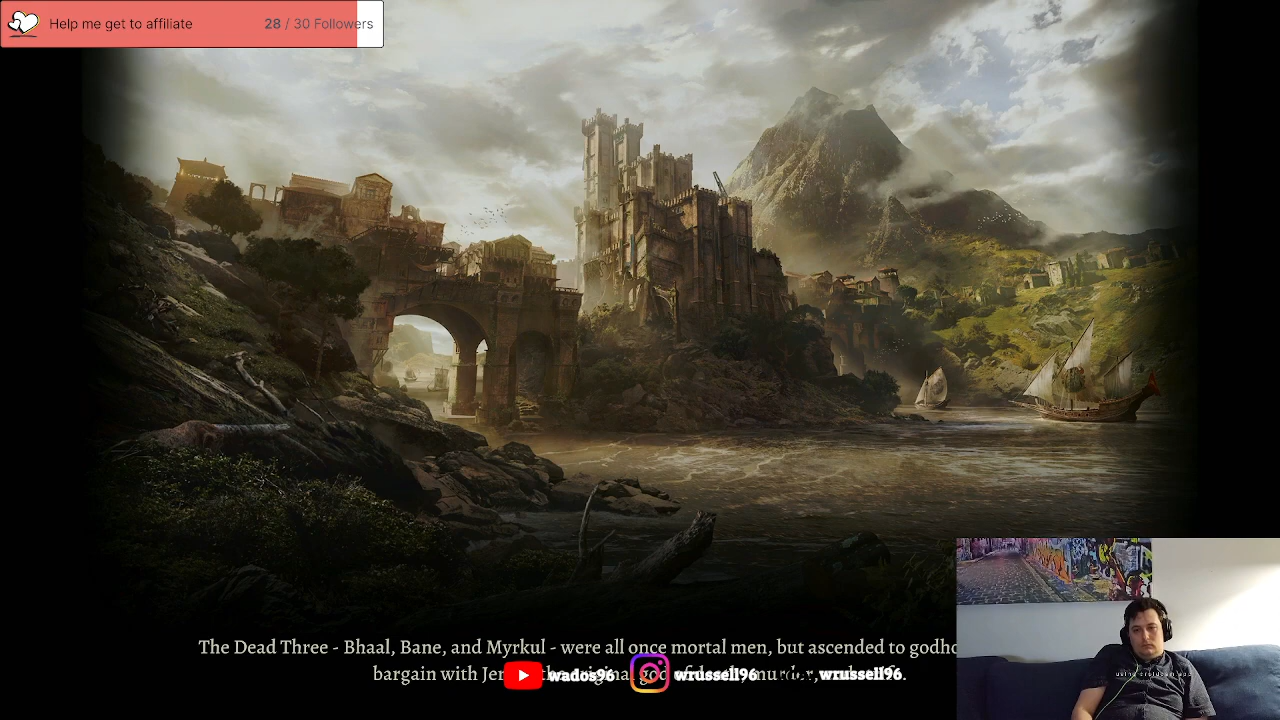 Help me get to affiliate
28 / 30 Followers
The Dead Three - Bhaal, Bane, and Myrkul - were all once mortal men, but ascended to godho
bargain with Jer
wados96
wrussell96
wrussell96
using